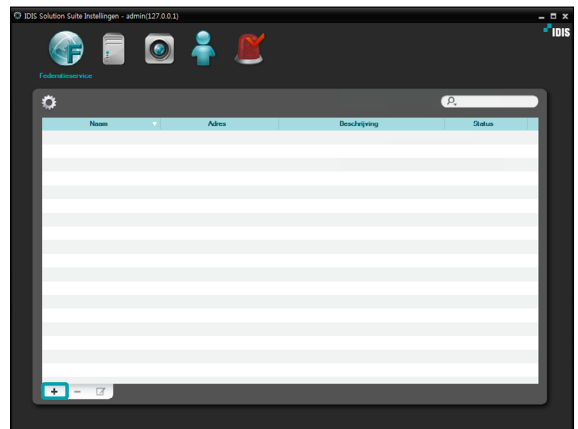 IDIS Solution Suite Instellingen - admin(127.0.0.1)
IDIS
Federatieservice
Naam Adres Beschrijving Status